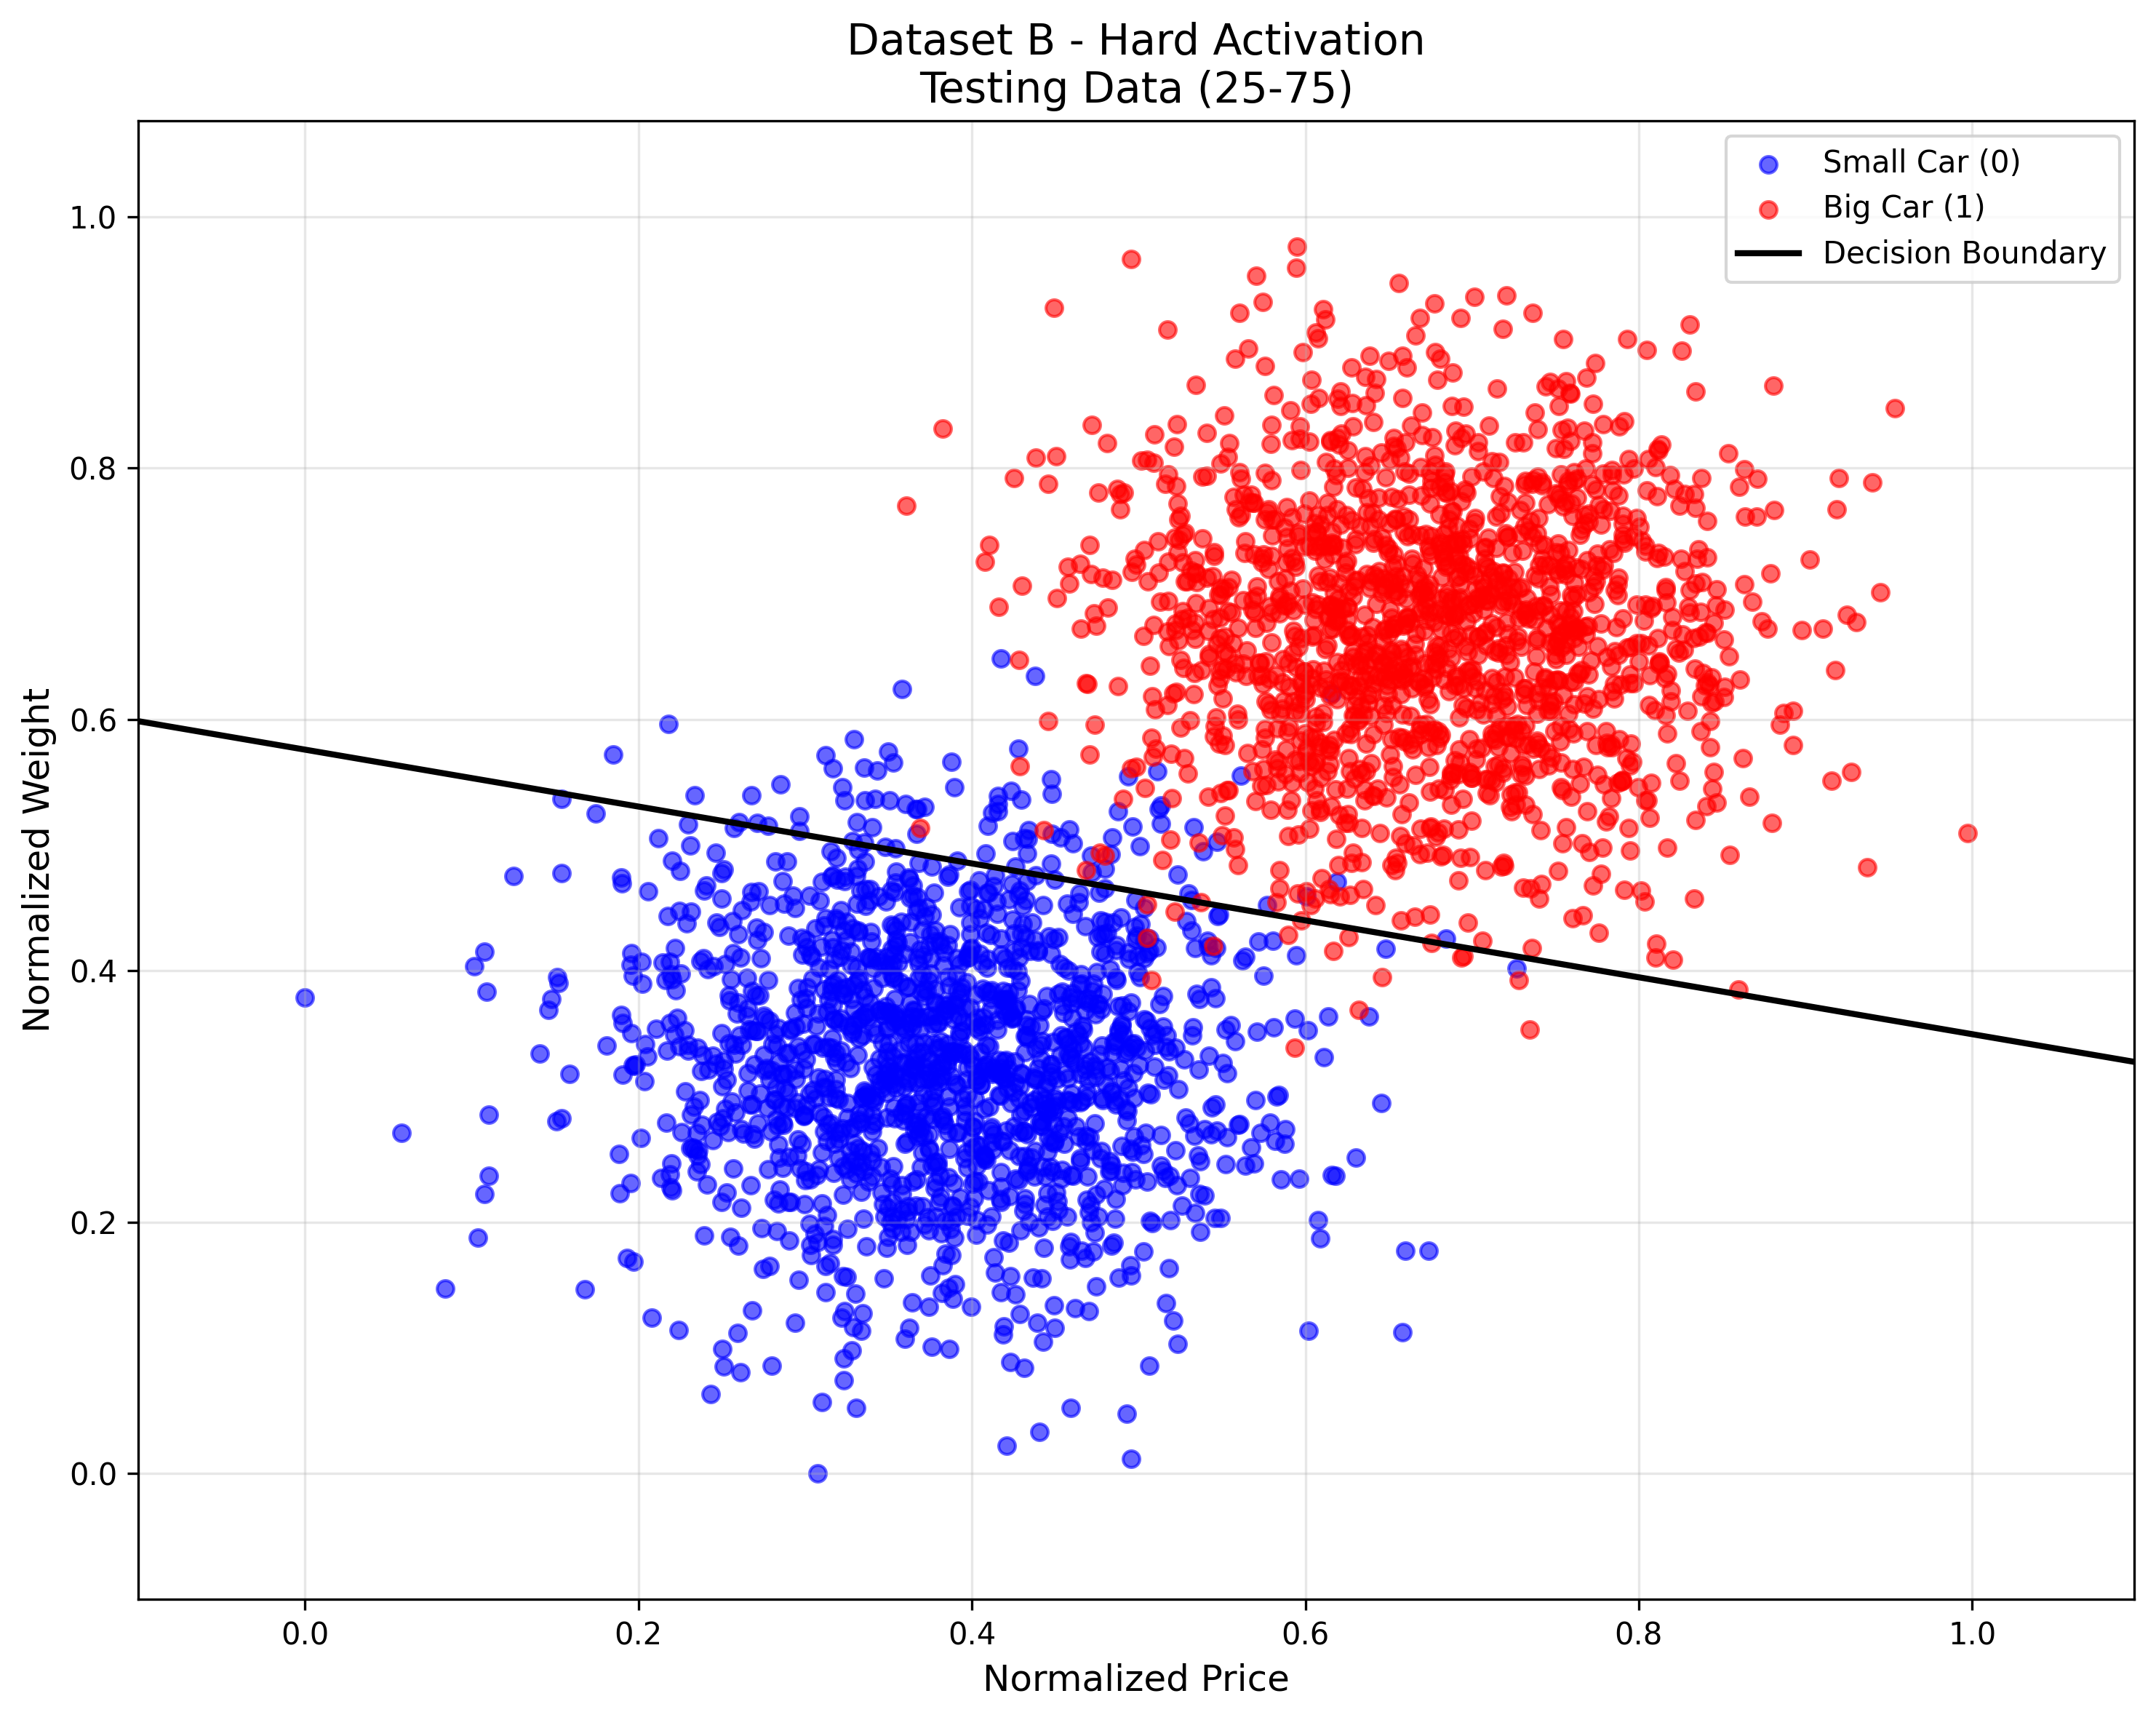 Dataset B - Hard Activation
Testing Data (25-75)
Small Car (0)
Big Car (1)
Decision Boundary
Normalized Weight
1.0
0.8
0.6
0.4
0.2
0.0
0.0 0.2 0.4 0.6 0.8 1.0
Normalized Price